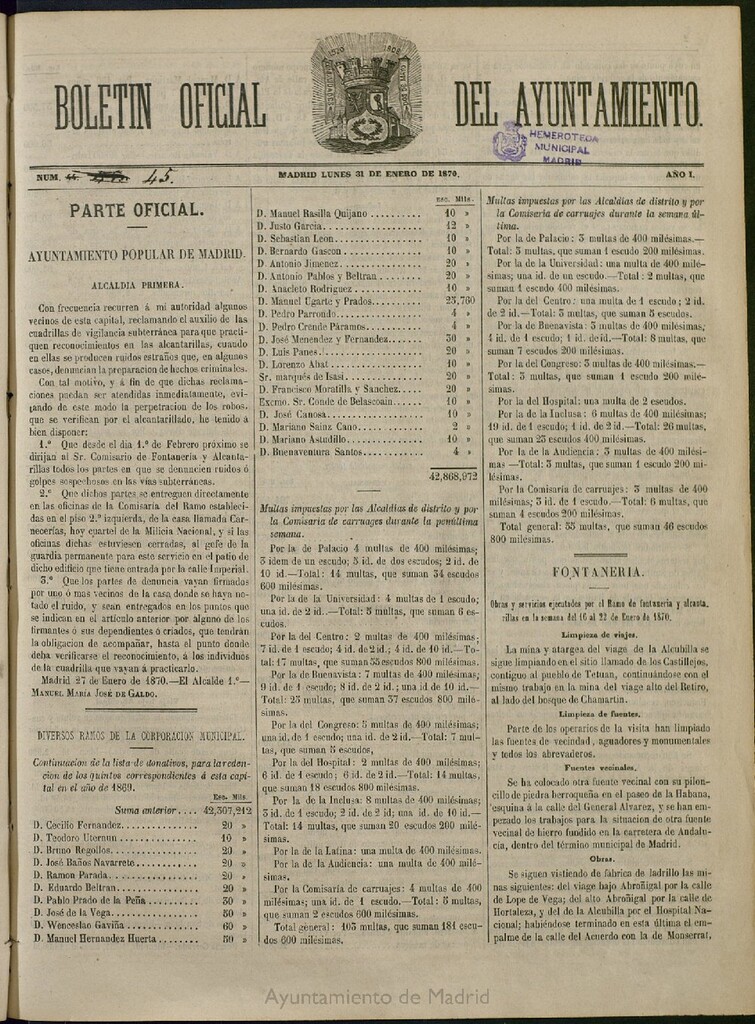 BOLETIN OFICIAL
DEL AYUNTAMIENTO.
HEMEROTECA
MUNICIPAL
MADRID
NUM. 45.
MADRID LUNES 31 DE ENERO DE 1870.
AÑO I.
PARTE OFICIAL.
AYUNTAMIENTO POPULAR DE MADRID.
ALCALDIA PRIMERA.
Con frecuencia recurren á mi autoridad algunos
vecinos de esta capital, reclamando el auxilio de las
cuadrillas de vigilancia subterránea para que practi-
quen reconocimientos en las alcantarillas, cuando
en ellas se producen ruidos estraños que, en algunos
casos, denuncian la preparacion de hechos criminales.
Con tal motivo, y á fin de que dichas reclama-
ciones puedan ser atendidas inmediatamente, evi-
tando de este modo la perpetracion de los robos,
que se verifican por el alcantarillado, he tenido á
bien disponer:
1.º Que desde el dia 1.º de Febrero próximo se
dirijan al Sr. Comisario de Fontanería y Alcanta-
rillas todos los partes en que se denuncien ruidos ó
golpes sospechosos en las vias subterráneas.
2.º Que dichos partes se entreguen directamente
en las oficinas de la Comisaría del Ramo estableci-
das en el piso 2.º izquierda, de la casa llamada Car-
necerías, hoy cuartel de la Milicia Nacional, y si las
oficinas dichas estuviesen cerradas, al gefe de la
guardia permanente para este servicio en el patio de
dicho edificio que tiene entrada por la calle Imperial.
3.º Que los partes de denuncia vayan firmados
por uno ó mas vecinos de la casa donde se haya no-
tado el ruido, y sean entregados en los puntos que
se indican en el artículo anterior por alguno de los
firmantes ó sus dependientes ó criados, que tendrán
la obligacion de acompañar, hasta el punto donde
deba verificarse el reconocimiento, á los individuos
de la cuadrilla que vayan á practicarlo.
Madrid 27 de Enero de 1870.—El Alcalde 1.º—
MANUEL MARÍA JOSÉ DE GALDO.
DIVERSOS RAMOS DE LA CORPORACION MUNICIPAL.
Continuacion de la lista de donativos, para la reden-
cion de los quintos correspondientes á esta capi-
tal en el año de 1869.
Esc. Mils.
Suma anterior.... 42,307,212
D. Cecilio Fernandez............. 20 »
D. Teodoro Uternun............. 10 »
D. Bruno Regollos............. 20 »
D. José Baños Navarrete............. 20 »
D. Ramon Parada............. 20 »
D. Eduardo Beltran............. 20 »
D. Pablo Prado de la Peña........ 30 »
D. José de la Vega............. 50 »
D. Wenceslao Gaviña............. 60 »
D. Manuel Hernandez Huerta....... 50 »
Esc. Mils.
D. Manuel Rasilla Quijano.......... 10 »
D. Justo García............. 12 »
D. Sebastian Leon............. 10 »
D. Bernardo Gascon............. 10 »
D. Antonio Jimenez............. 20 »
D. Antonio Pablos y Beltran........ 20 »
D. Anacleto Rodriguez............. 10 »
D. Manuel Ugarte y Prados......... 23,760
D. Pedro Parrondo............. 4 »
D. Pedro Crende Páramos......... 4 »
D. José Menendez y Fernandez...... 30 »
D. Luis Panes............. 20 »
D. Lorenzo Abat............. 10 »
Sr. marqués de Isasi............. 20 »
D. Francisco Moratilla y Sanchez.... 20 »
Excmo. Sr. Conde de Belascoain..... 10 »
D. José Canosa............. 10 »
D. Mariano Sainz Cano............. 2 »
D. Mariano Astudillo............. 10 »
D. Buenaventura Santos........... 4 »
42,868,972
Multas impuestas por las Alcaldías de distrito y por
la Comisaría de carruages durante la penúltima
semana.
Por la de Palacio 4 multas de 400 milésimas;
3 idem de un escudo; 5 id. de dos escudos; 2 id. de
10 id.—Total: 14 multas, que suman 34 escudos
600 milésimas.
Por la de la Universidad: 4 multas de 1 escudo;
una id. de 2 id.—Total: 5 multas, que suman 6 es-
cudos.
Por la del Centro: 2 multas de 400 milésimas;
7 id. de 1 escudo; 4 id. de 2 id.; 4 id. de 10 id.—To-
tal: 17 multas, que suman 55 escudos 800 milésimas.
Por la de Buenavista: 7 multas de 400 milésimas;
9 id. de 1 escudo; 8 id. de 2 id.; una id de 10 id.—
Total: 25 multas, que suman 37 escudos 800 milé-
simas.
Por la del Congreso: 5 multas de 400 milésimas;
una id. de 1 escudo; una id. de 2 id.—Total: 7 mul-
tas, que suman 5 escudos,
Por la del Hospital: 2 multas de 400 milésimas;
6 id. de 1 escudo; 6 id. de 2 id.—Total: 14 multas,
que suman 18 escudos 800 milésimas.
Por la de la Inclusa: 8 multas de 400 milésimas;
3 id. de 1 escudo; 2 id. de 2 id; una id. de 10 id.—
Total: 14 multas, que suman 20 escudos 200 milé-
simas.
Por la de la Latina: una multa de 400 milésimas.
Por la de la Audiencia: una multa de 400 milé-
simas.
Por la Comisaría de carruajes: 4 multas de 400
milésimas; una id. de 1 escudo.—Total: 5 multas,
que suman 2 escudos 600 milésimas.
Total general: 103 multas, que suman 181 escu-
dos 600 milésimas.
Multas impuestas por las Alcaldías de distrito y por
la Comisaría de carruajes durante la semana úl-
tima.
Por la de Palacio: 3 multas de 400 milésimas.—
Total: 3 multas, que suman 1 escudo 200 milésimas.
Por la de la Universidad: una multa de 400 milé-
simas; una id. de un escudo.—Total: 2 multas, que
suman 1 escudo 400 milésimas.
Por la del Centro: una multa de 1 escudo; 2 id.
de 2 id.—Total: 3 multas, que suman 5 escudos.
Por la de Buenavista: 3 multas de 400 milésimas;
4 id. de 1 escudo; 1 id. de id.—Total: 8 multas, que
suman 7 escudos 200 milésimas.
Por la del Congreso: 3 multas de 400 milésimas.—
Total: 3 multas, que suman 1 escudo 200 milé-
simas.
Por la del Hospital: una multa de 2 escudos.
Por la de la Inclusa: 6 multas de 400 milésimas;
19 id. de 1 escudo; 1 id. de 2 id.—Total: 26 multas,
que suman 23 escudos 400 milésimas.
Por la de la Audiencia: 3 multas de 400 milési-
mas —Total: 3 multas, que suman 1 escudo 200 mi-
lésimas.
Por la Comisaría de carruajes: 3 multas de 400
milésimas; 3 id. de 1 escudo.—Total: 6 multas, que
suman 4 escudos 200 milésimas.
Total general: 55 multas, que suman 46 escudos
800 milésimas.
FONTANERIA.
Obras y servicios ejecutados por el Ramo de fontanería y alcanta-
rillas en la semana del 16 al 22 de Enero de 1870.
Limpieza de viajes.
La mina y atargea del viage de la Alcubilla se
sigue limpiando en el sitio llamado de los Castillejos,
contiguo al pueblo de Tetuan, continuándose con el
mismo trabajo en la mina del viage alto del Retiro,
al lado del bosque de Chamartin.
Limpieza de fuentes.
Parte de los operarios de la visita han limpiado
las fuentes de vecindad, aguadores y monumentales
y todos los abrevaderos.
Fuentes vecinales.
Se ha colocado otra fuente vecinal con su pilon-
cillo de piedra berroqueña en el paseo de la Habana,
esquina á la calle del General Alvarez, y se han em-
pezado los trabajos para la situacion de otra fuente
vecinal de hierro fundido en la carretera de Andalu-
cía, dentro del término municipal de Madrid.
Obras.
Se siguen vistiendo de fábrica de ladrillo las mi-
nas siguientes: del viage bajo Abroñigal por la calle
de Lope de Vega; del alto Abroñigal por la calle de
Hortaleza, y del de la Alcubilla por el Hospital Na-
cional; habiéndose terminado en esta última el em-
palme de la calle del Acuerdo con la de Monserrat,
Ayuntamiento de Madrid